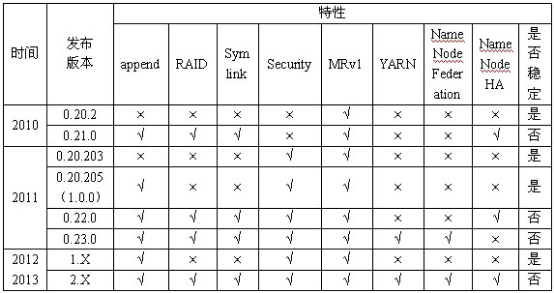 时间
发布
版本
特性
是
否
稳
定
append
RAID
Sym
link
Security
MRv1
YARN
Name
Node
Feder
ation
Name
Node
HA
2010
0.20.2 × × × × √ × × × 是
0.21.0 √ √ √ × √ × × √ 否
2011
0.20.203 × × × √ √ × × × 是
0.20.205
（1.0.0） √ × × √ √ × × × 是
0.22.0 √ √ √ √ √ × × √ 否
0.23.0 √ √ √ √ √ √ √ × 否
2012 1.X √ × × √ √ × × × 是
2013 2.X √ √ √ √ √ √ √ √ 否